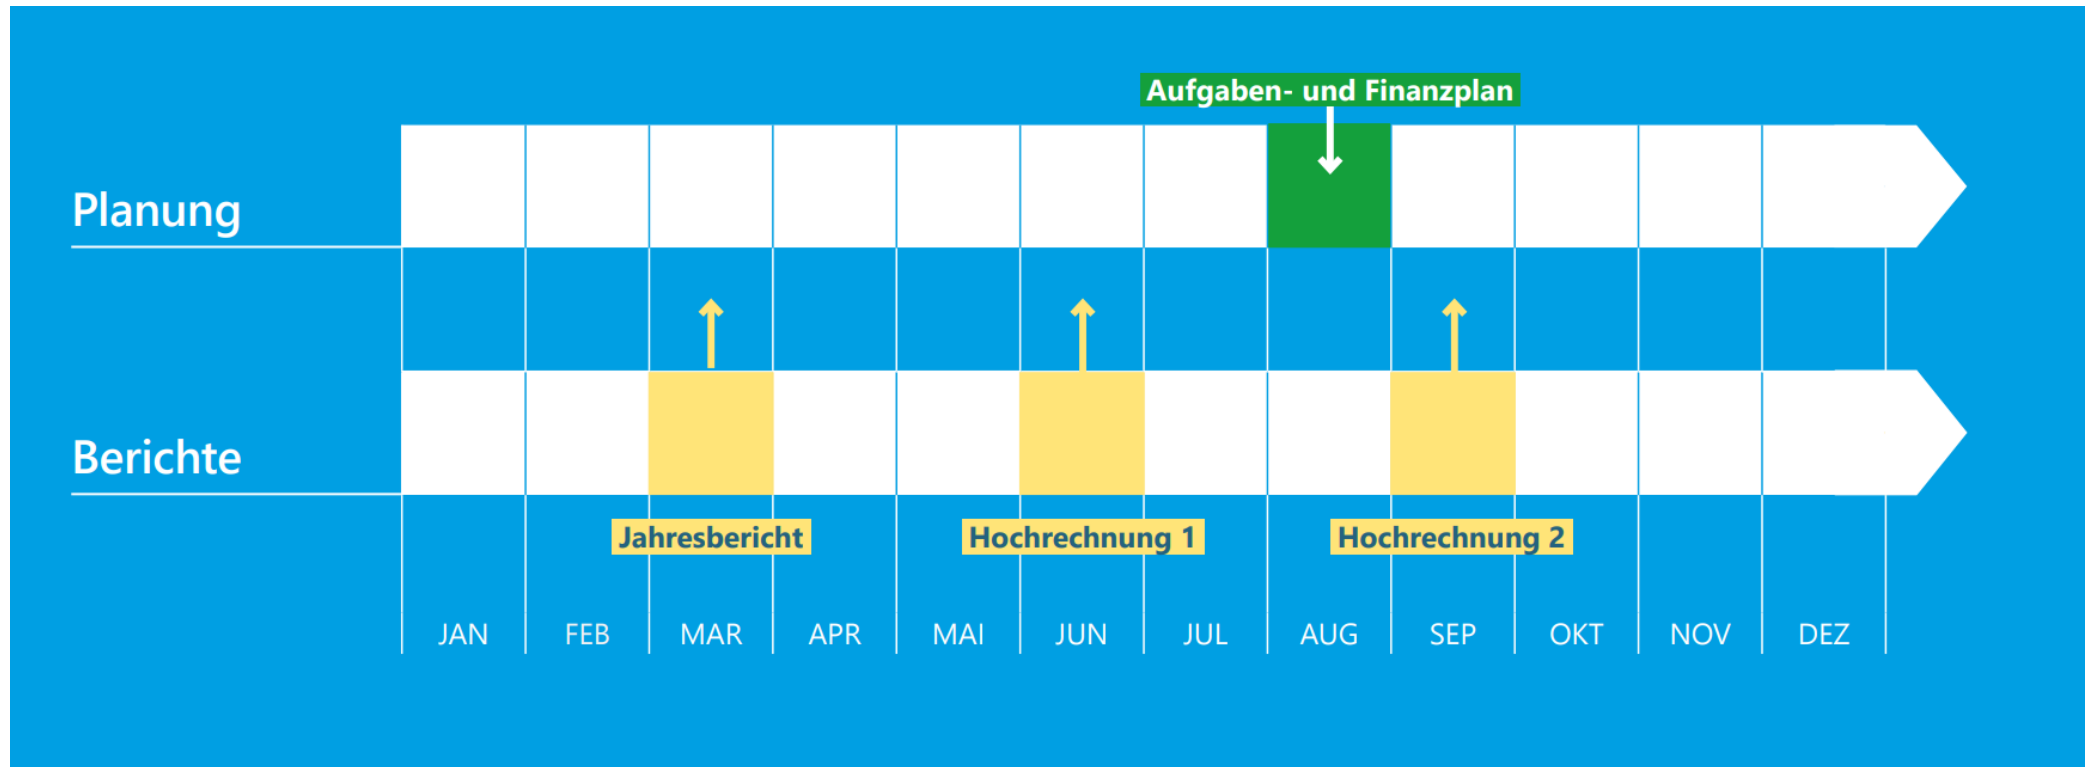 Aufgaben- und Finanzplan
Planung
Berichte
Jahresbericht
Hochrechnung 1
Hochrechnung 2
JAN
FEB
MAR
APR
MAI
JUN
JUL
AUG
SEP
OKT
NOV
DEZ